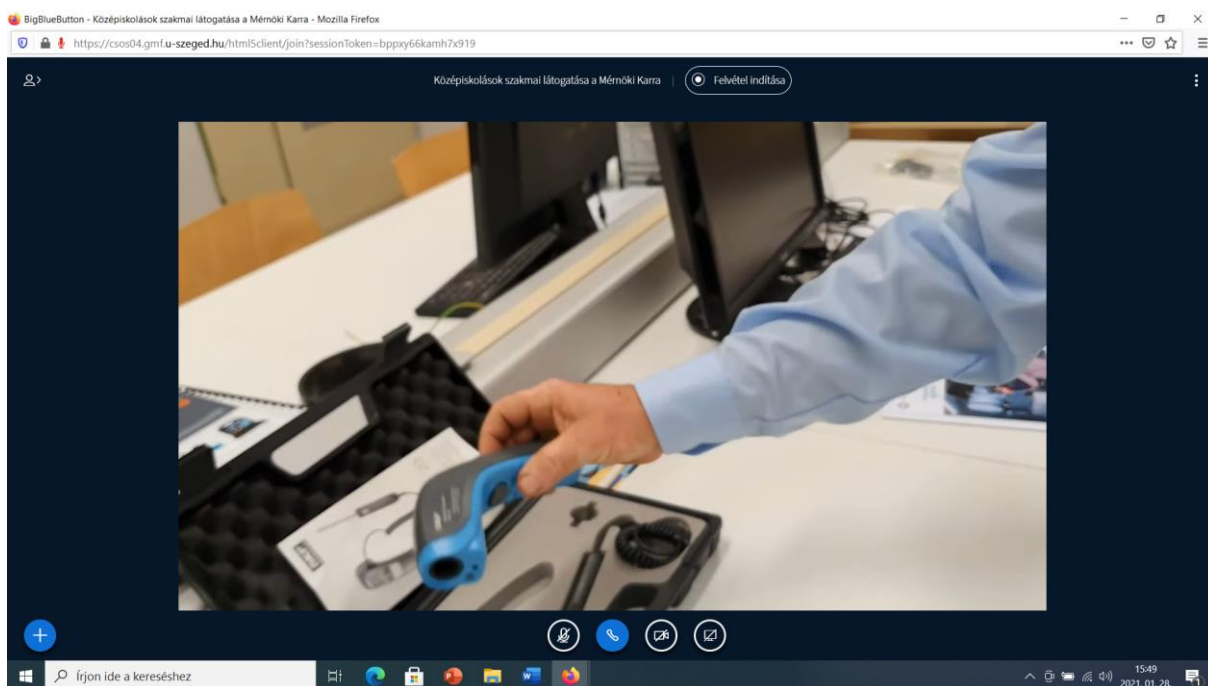 BigBlueButton - Középiskolások szakmai látogatása a Mérnöki Karra - Mozilla Firefox
https://csos04.gmf.u-szeged.hu/html5client/join?sessionToken=bppxy66kamh7x919
Középiskolások szakmai látogatása a Mérnöki Karra
Felvétel indítása
Írjon ide a kereséshez
15:49
2021. 01. 28.